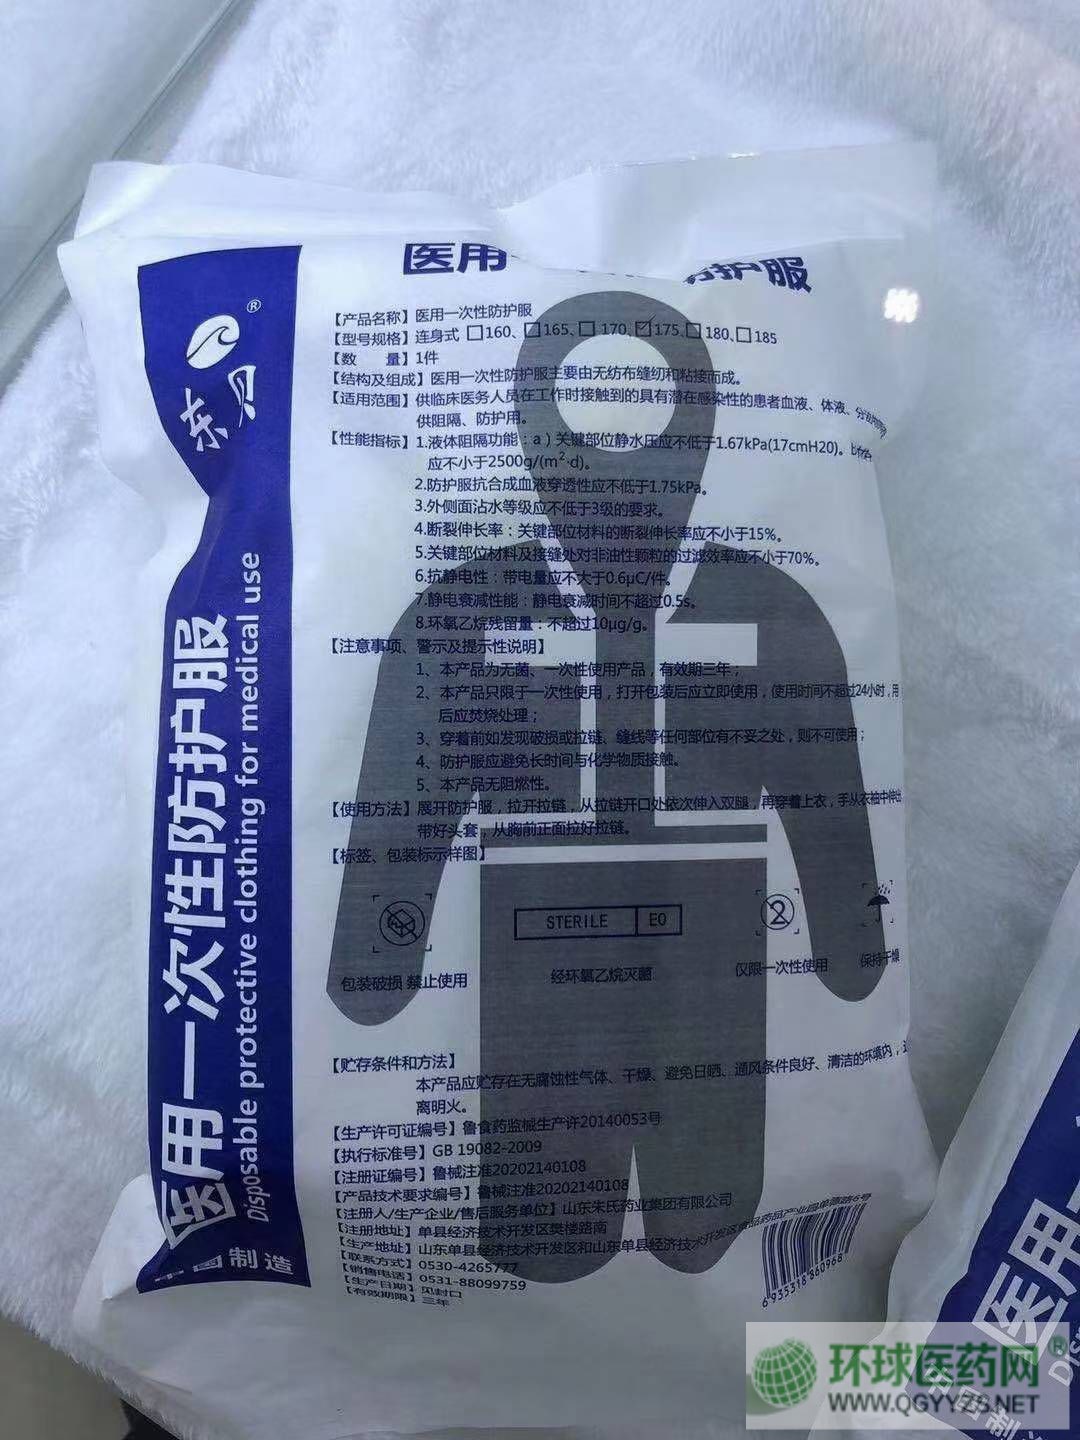 医用 防护服
®
东贝
医用一次性防护服
Disposable protective clothing for medical use
中国制造
【产品名称】医用一次性防护服
【型号规格】连身式 □160、□165、□170、☑175、□180、□185
【数 量】1件
【结构及组成】医用一次性防护服主要由无纺布缝纫和粘接而成。
【适用范围】供临床医务人员在工作时接触到的具有潜在感染性的患者血液、体液、
供阻隔、防护用。
【性能指标】1.液体阻隔功能：a）关键部位静水压应不低于1.67kPa(17cmH20)。
应不小于2500g/(m²·d)。
2.防护服抗合成血液穿透性应不低于1.75kPa。
3.外侧面沾水等级应不低于3级的要求。
4.断裂伸长率：关键部位材料的断裂伸长率应不小于15%。
5.关键部位材料及接缝处对非油性颗粒的过滤效率应不小于70%。
6.抗静电性：带电量应不大于0.6μC/件。
7.静电衰减性能：静电衰减时间不超过0.5s。
8.环氧乙烷残留量：不超过10μg/g。
【注意事项、警示及提示性说明】
1、本产品为无菌、一次性使用产品，有效期三年；
2、本产品只限于一次性使用，打开包装后应立即使用，使用时间不超过24小时，用
后应焚烧处理；
3、穿着前如发现破损或拉链、缝线等任何部位有不妥之处，则不可使用；
4、防护服应避免长时间与化学物质接触。
5、本产品无阻燃性。
【使用方法】展开防护服，拉开拉链，从拉链开口处依次伸入双腿，再穿着上衣，手从衣袖中伸出
带好头套，从胸前正面拉好拉链。
【标签、包装标示样图】
STERILE EO
2
包装破损 禁止使用
经环氧乙烷灭菌
仅限一次性使用
保持干燥
【贮存条件和方法】
本产品应贮存在无腐蚀性气体、干燥、避免日晒、通风条件良好、清洁的环境内，
离明火。
【生产许可证编号】鲁食药监械生产许20140053号
【执行标准号】GB 19082-2009
【注册证编号】鲁械注准20202140108
【产品技术要求编号】鲁械注准20202140108
【注册人/生产企业/售后服务单位】山东朱氏药业集团有限公司
【注册地址】单县经济技术开发区樊楼路南
【生产地址】山东单县经济技术开发区和山东单县经济技术开发区食品药品产业园单源路6号
【联系方式】0530-4265777
【销售电话】0531-88099759
【生产日期】见封口
【有效期限】三年
6 935318 860968
医用一
环球医药网®
WWW.QGYYZS.NET